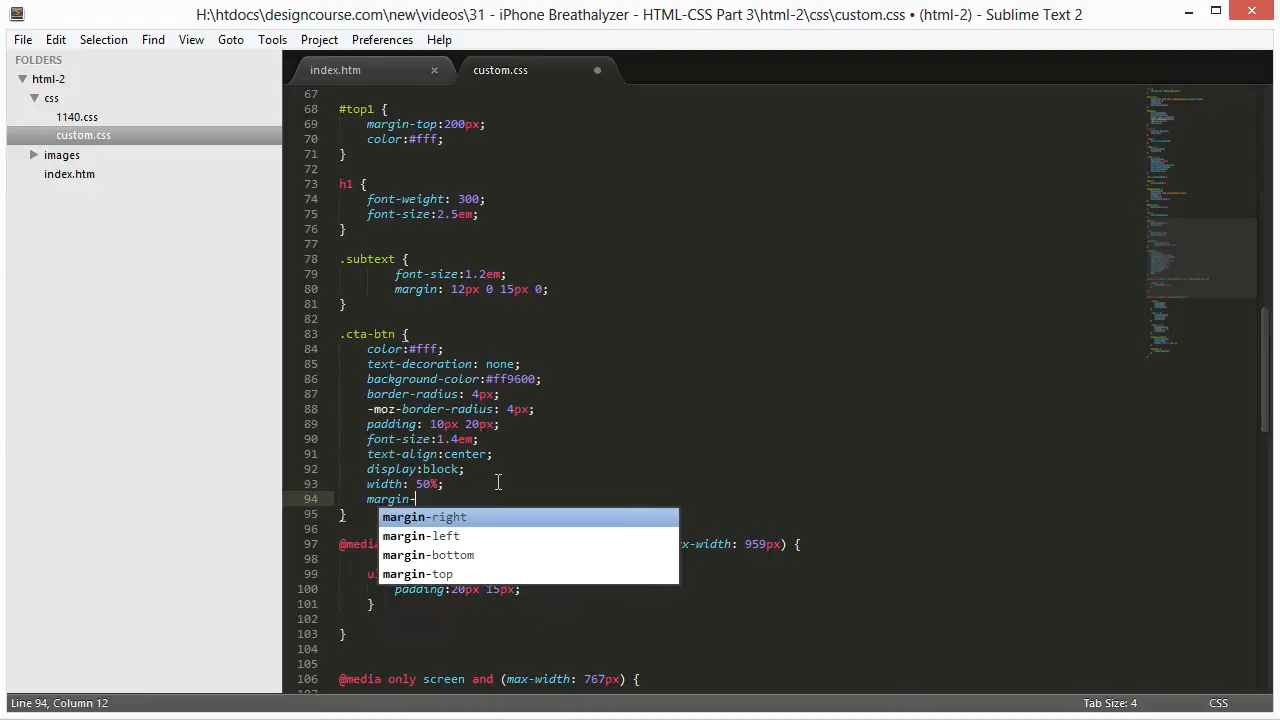 H:\htdocs\designcourse.com\new\videos\31 - iPhone Breathalyzer - HTML-CSS Part 3\html-2\css\custom.css • (html-2) - Sublime Text 2
File Edit Selection Find View Goto Tools Project Preferences Help
FOLDERS
html-2
css
1140.css
custom.css
images
index.htm
index.htm × custom.css
67
68 #top1 {
69 margin-top:200px;
70 color:#fff;
71 }
72
73 h1 {
74 font-weight: 300;
75 font-size:2.5em;
76 }
77
78 .subtext {
79 font-size:1.2em;
80 margin: 12px 0 15px 0;
81 }
82
83 .cta-btn {
84 color:#fff;
85 text-decoration: none;
86 background-color:#ff9600;
87 border-radius: 4px;
88 -moz-border-radius: 4px;
89 padding: 10px 20px;
90 font-size:1.4em;
91 text-align:center;
92 display:block;
93 width: 50%;
94 margin-
95 }
margin-right
margin-left
margin-bottom
margin-top
96
97 @media x-width: 959px) {
98
99 u
100 padding:20px 15px;
101 }
102
103 }
104
105
106 @media only screen and (max-width: 767px) {
Line 94, Column 12 Tab Size: 4 CSS